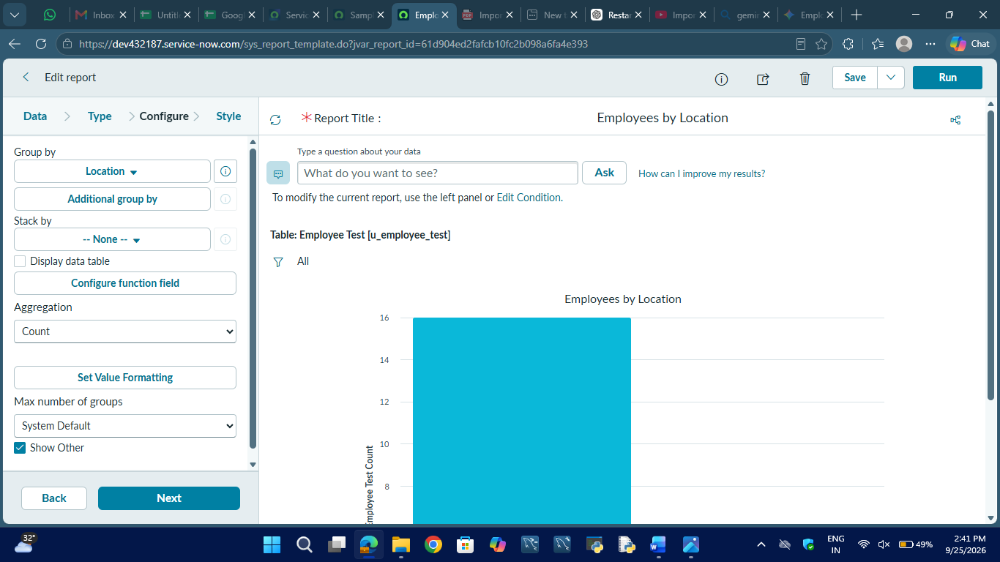 Inbox
Untitl
Goog
Servic
Samp
Emplo
Impor
New t
Restar
Impor
gemir
Emplo
https://dev432187.service-now.com/sys_report_template.do?jvar_report_id=61d904ed2fafcb10fc2b098a6fa4e393
Chat
Edit report
Save
Run
Data
Type
Configure
Style
* Report Title :
Employees by Location
Group by
Location
Additional group by
Stack by
-- None --
Display data table
Configure function field
Aggregation
Count
Set Value Formatting
Max number of groups
System Default
Show Other
Back
Next
Type a question about your data
What do you want to see?
Ask
How can I improve my results?
To modify the current report, use the left panel or Edit Condition.
Table: Employee Test [u_employee_test]
All
Employees by Location
16
14
12
10
8
Employee Test Count
32°
ENG
IN
49%
2:41 PM
9/25/2026